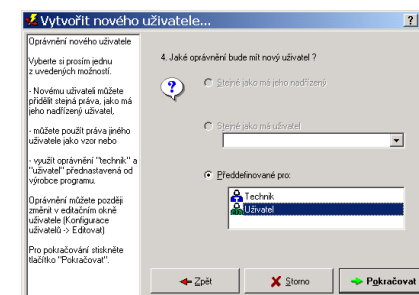 Vytvořit nového uživatele...
Oprávnění nového uživatele
Vyberte si prosím jednu
z uvedených možností.
- Novému uživateli můžete
přidělit stejná práva, jako má
jeho nadřízený uživatel,
- můžete použít práva jiného
uživatele jako vzor nebo
- využít oprávnění "technik" a
"uživatel" přednastavená od
výrobce programu.
Oprávnění můžete později
změnit v editačním okně
uživatele (Konfigurace
uživatelů -> Editovat)
Pro pokračování stiskněte
tlačítko "Pokračovat".
4. Jaké oprávnění bude mít nový uživatel ?
Stejné jako má jeho nadřízený
Stejné jako má uživatel
Předdefinované pro:
Technik
Uživatel
Zpět
Storno
Pokračovat